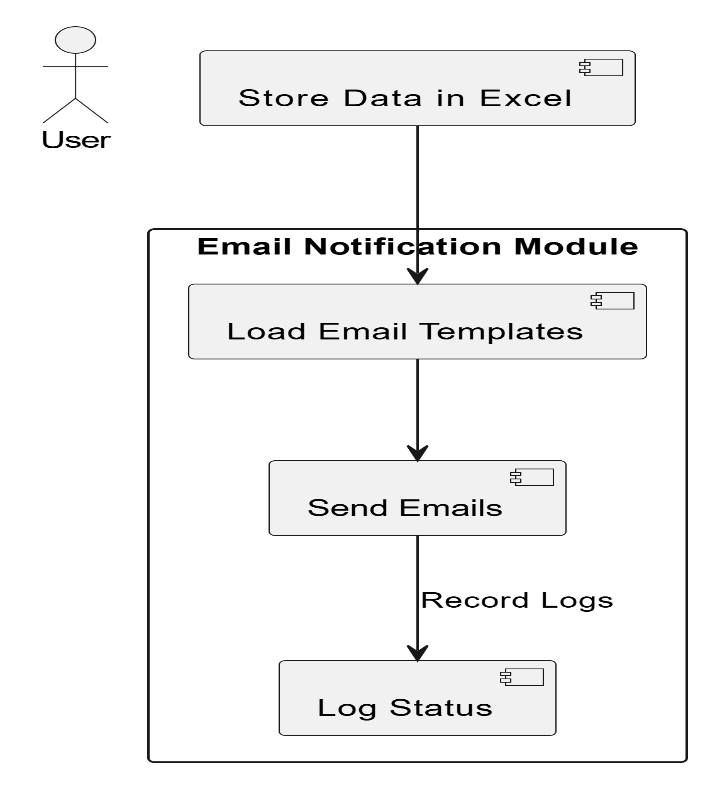 User
Store Data in Excel
Email Notification Module
Load Email Templates
Send Emails
Record Logs
Log Status